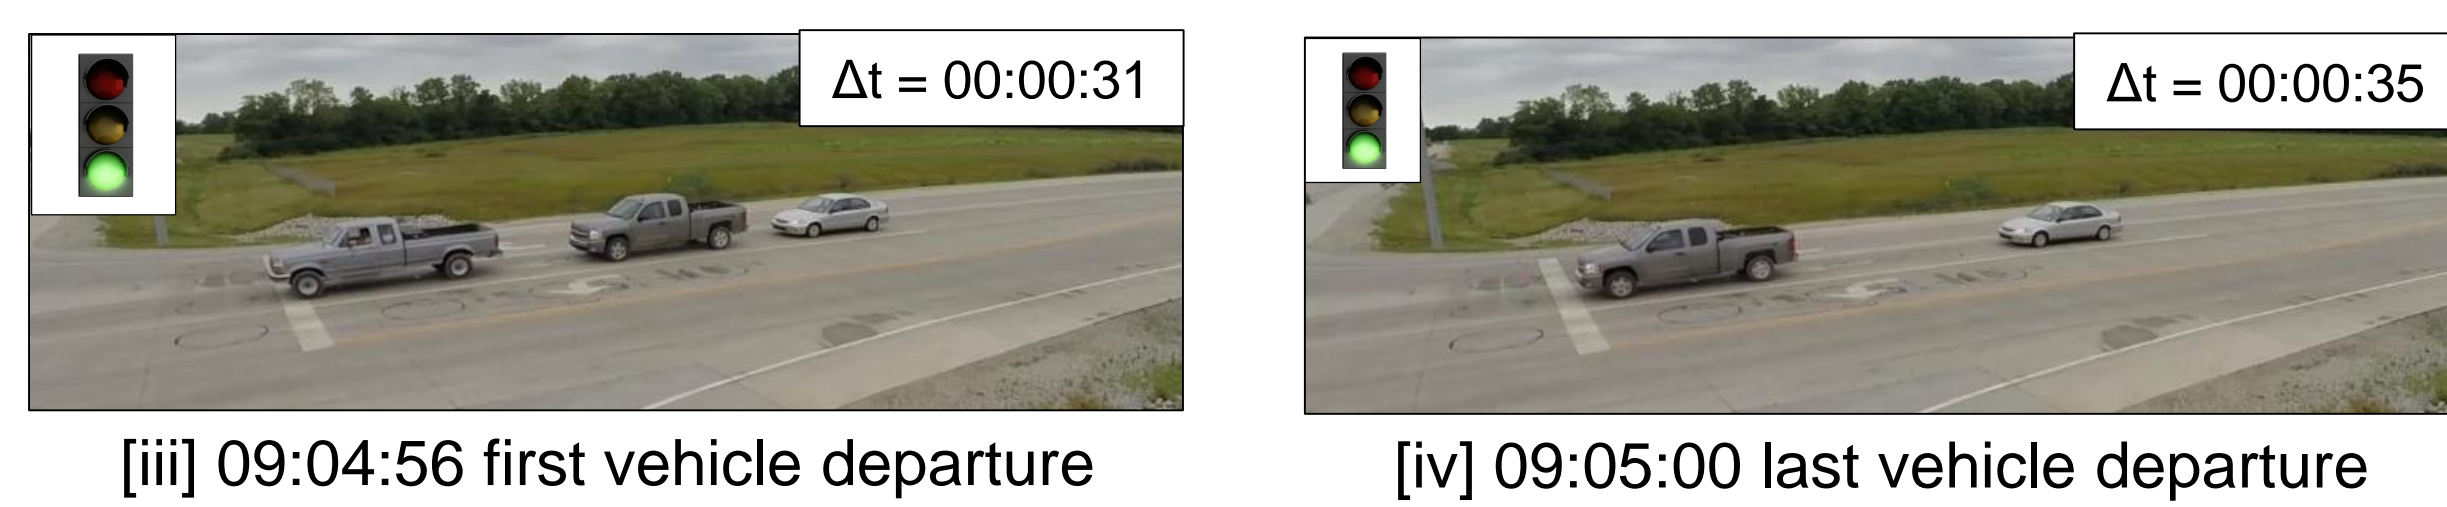 Δt = 00:00:31
Δt = 00:00:35
[iii] 09:04:56 first vehicle departure
[iv] 09:05:00 last vehicle departure